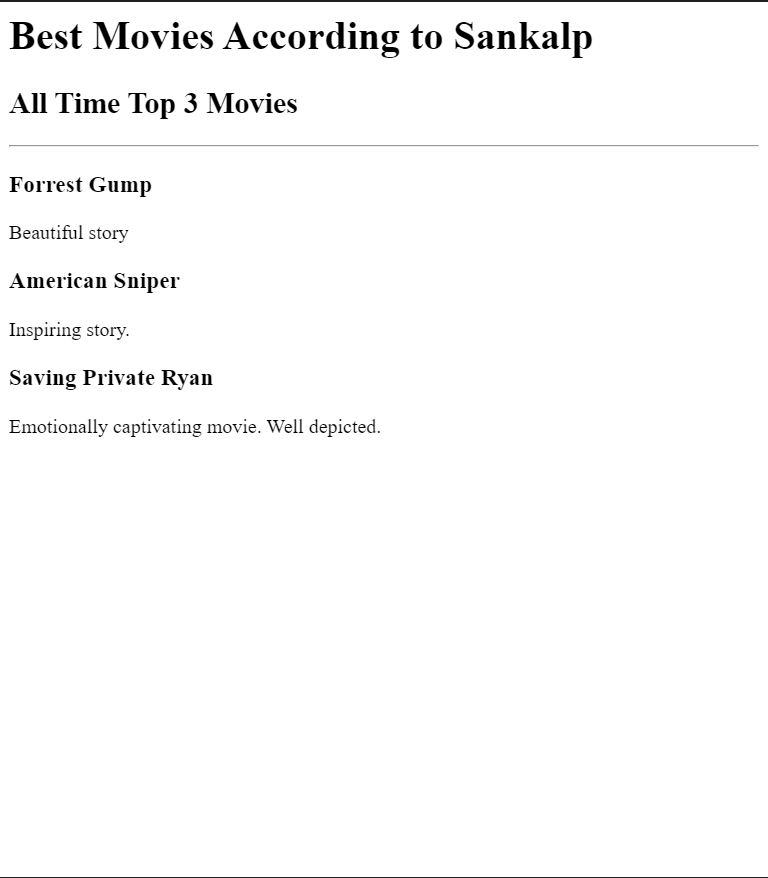 Best Movies According to Sankalp
All Time Top 3 Movies
Forrest Gump
Beautiful story
American Sniper
Inspiring story.
Saving Private Ryan
Emotionally captivating movie. Well depicted.